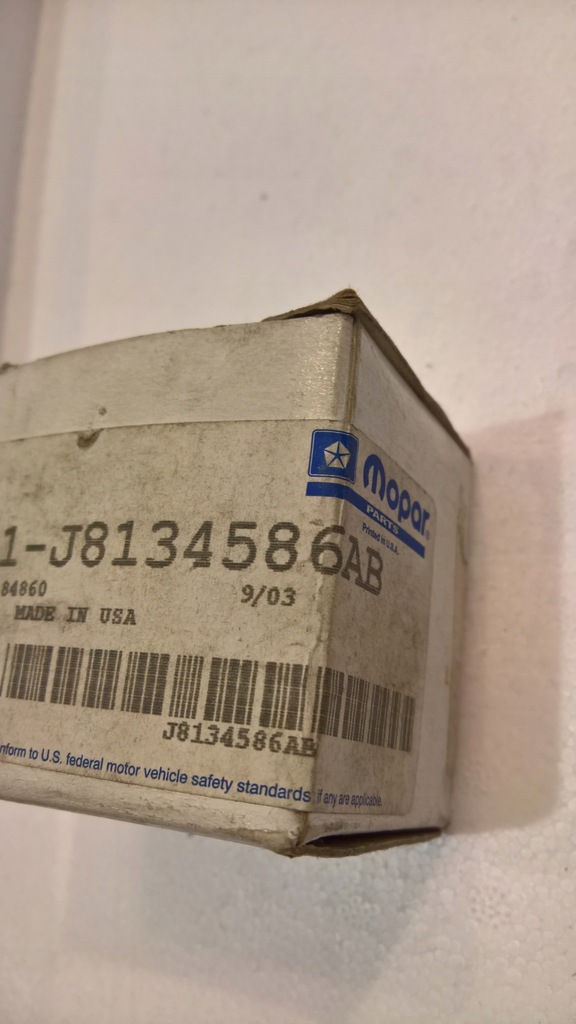 Mopar®
PARTS
Printed in U.S.A.
1-J8134586AB
84860 9/03
MADE IN USA
J8134586AB
nform to U.S. federal motor vehicle safety standards, if any are applicable.